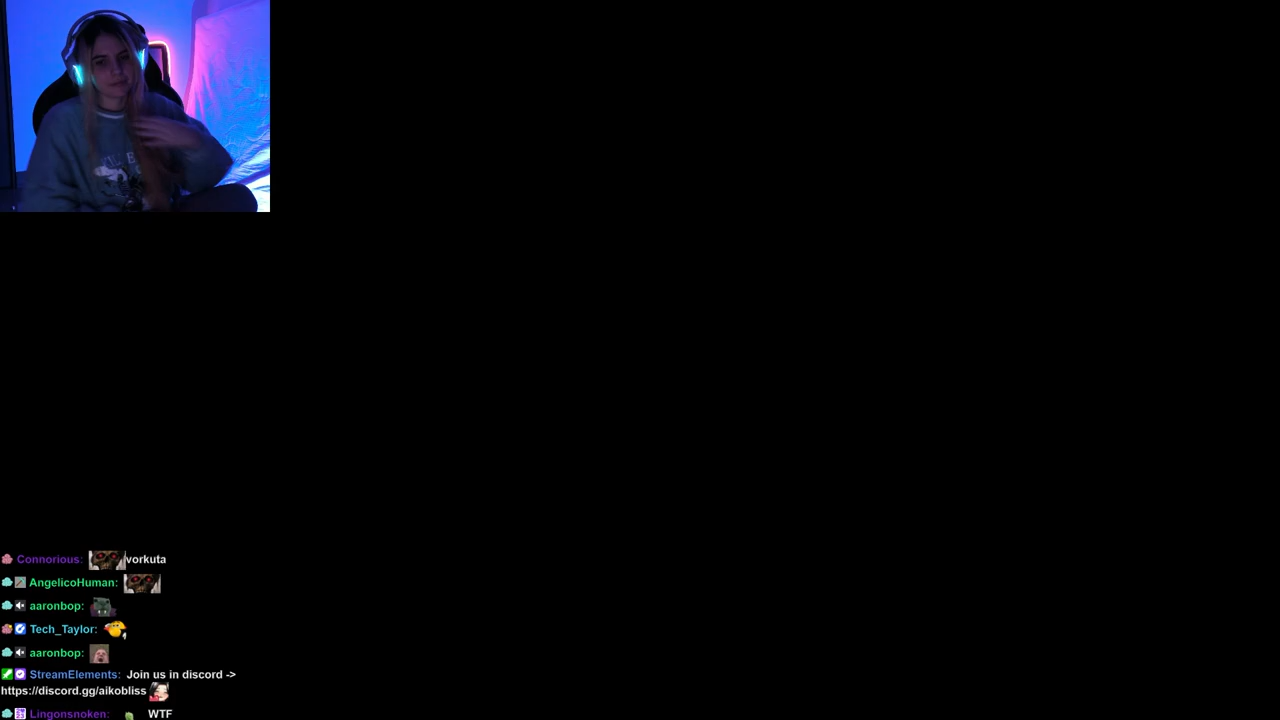 Connorious: vorkuta
AngelicoHuman:
aaronbop:
Tech_Taylor:
aaronbop:
StreamElements: Join us in discord ->
https://discord.gg/aikobliss
Lingonsnoken: WTF